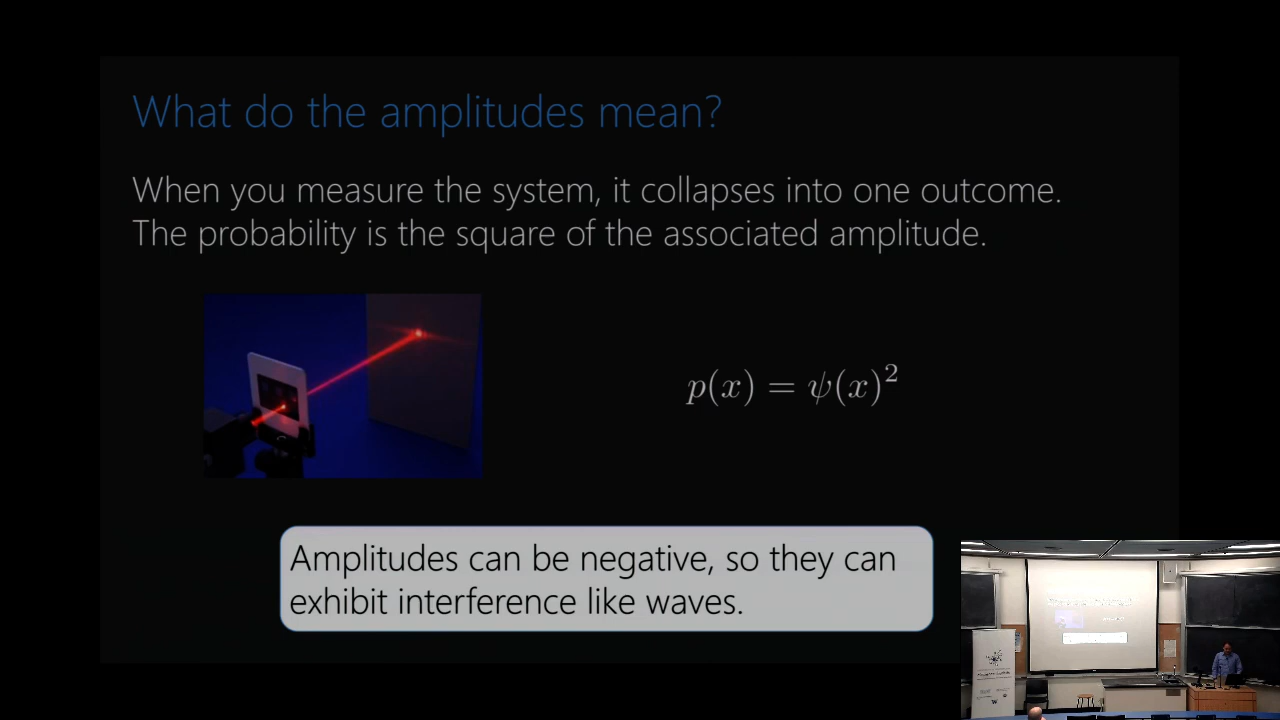 What do the amplitudes mean?
When you measure the system, it collapses into one outcome.
The probability is the square of the associated amplitude.
p(x) = ψ(x)²
Amplitudes can be negative, so they can
exhibit interference like waves.